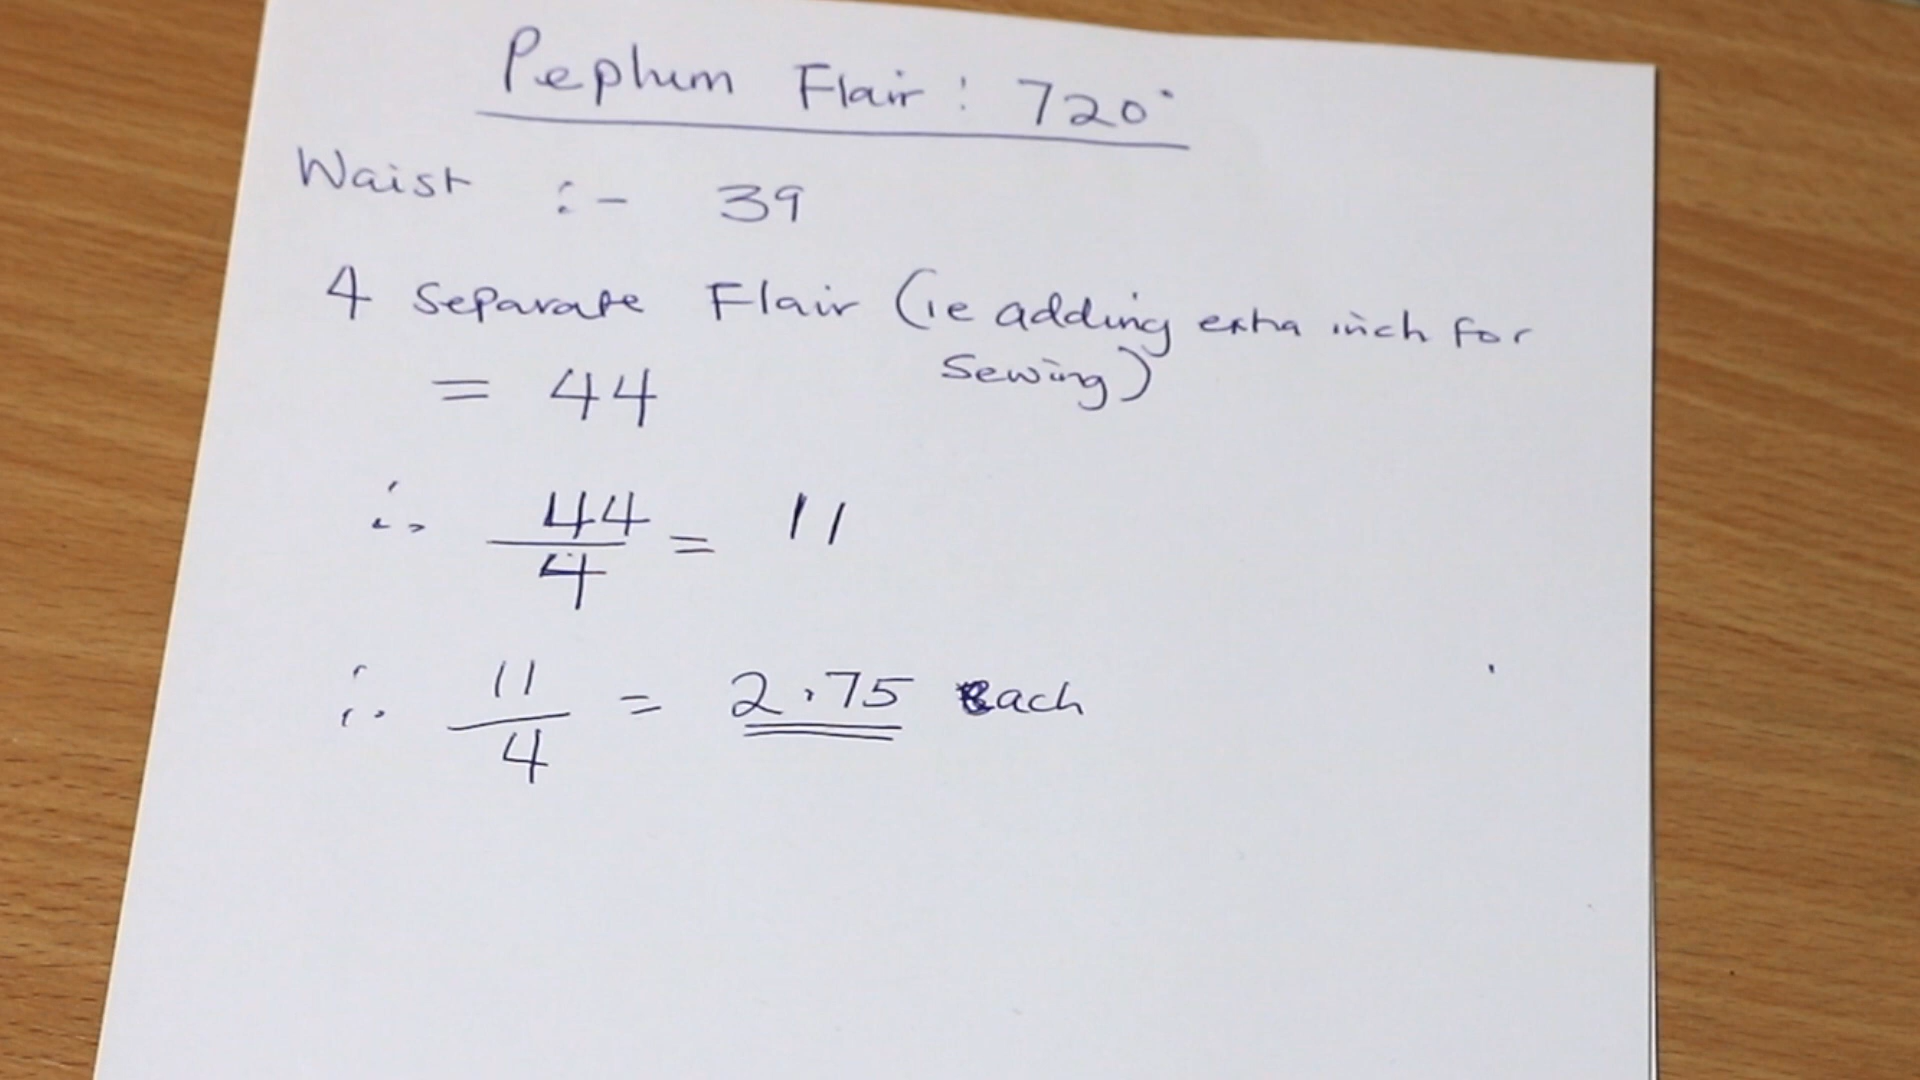 Peplum Flair : 720°
Waist :- 39
4 Separate Flair (ie adding extra inch for
Sewing)
= 44
∴ 44/4 = 11
∴ 11/4 = 2.75 Each